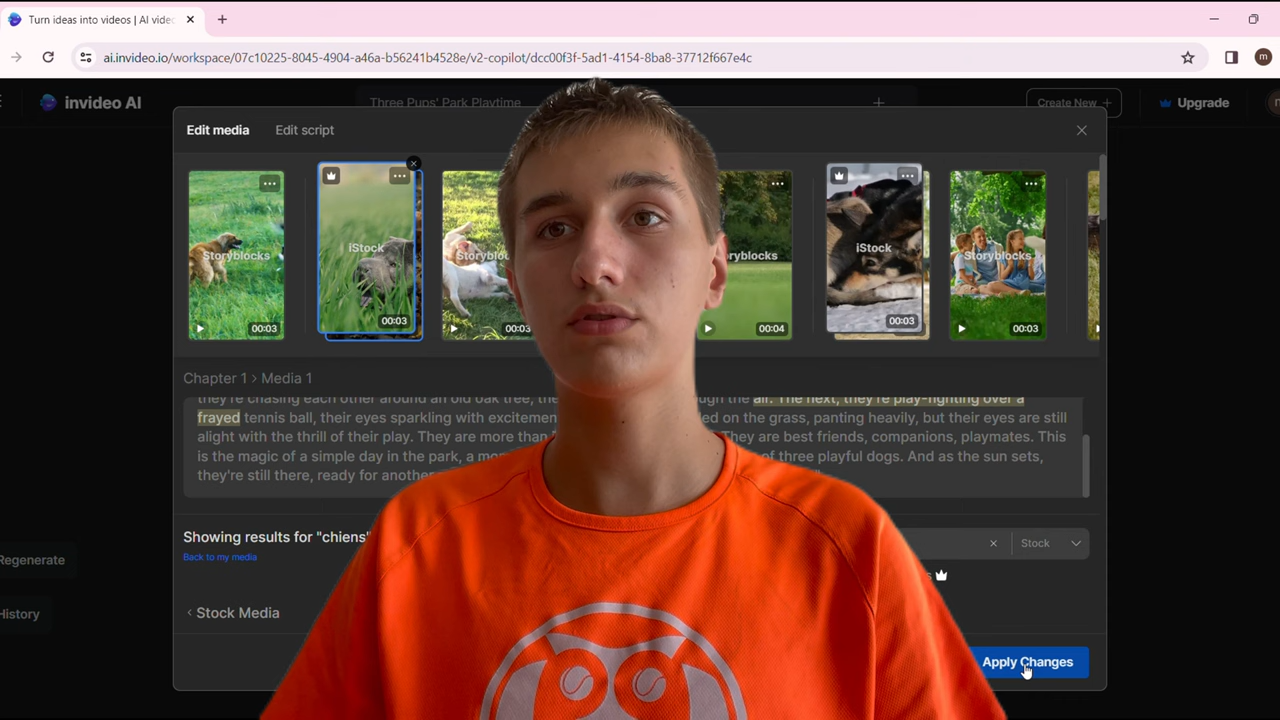 Turn ideas into videos | AI vide
ai.invideo.io/workspace/07c10225-8045-4904-a46a-b56241b4528e/v2-copilot/dcc00f3f-5ad1-4154-8ba8-37712f667e4c
m
invideo AI
Three Pups' Park Playtime
Create New
Upgrade
Edit media
Edit script
Storyblocks
00:03
iStock
00:03
Storyblo
00:03
ryblocks
00:04
iStock
00:03
Storyblocks
00:03
Chapter 1 > Media 1
they're chasing each other around an old oak tree, the ugh the air. The next, they're play-fighting over a
frayed tennis ball, their eyes sparkling with excitemen ed on the grass, panting heavily, but their eyes are still
alight with the thrill of their play. They are more than They are best friends, companions, playmates. This
is the magic of a simple day in the park, a mo of three playful dogs. And as the sun sets,
they're still there, ready for another
Showing results for "chiens"
Stock
Back to my media
Regenerate
History
Stock Media
Apply Changes